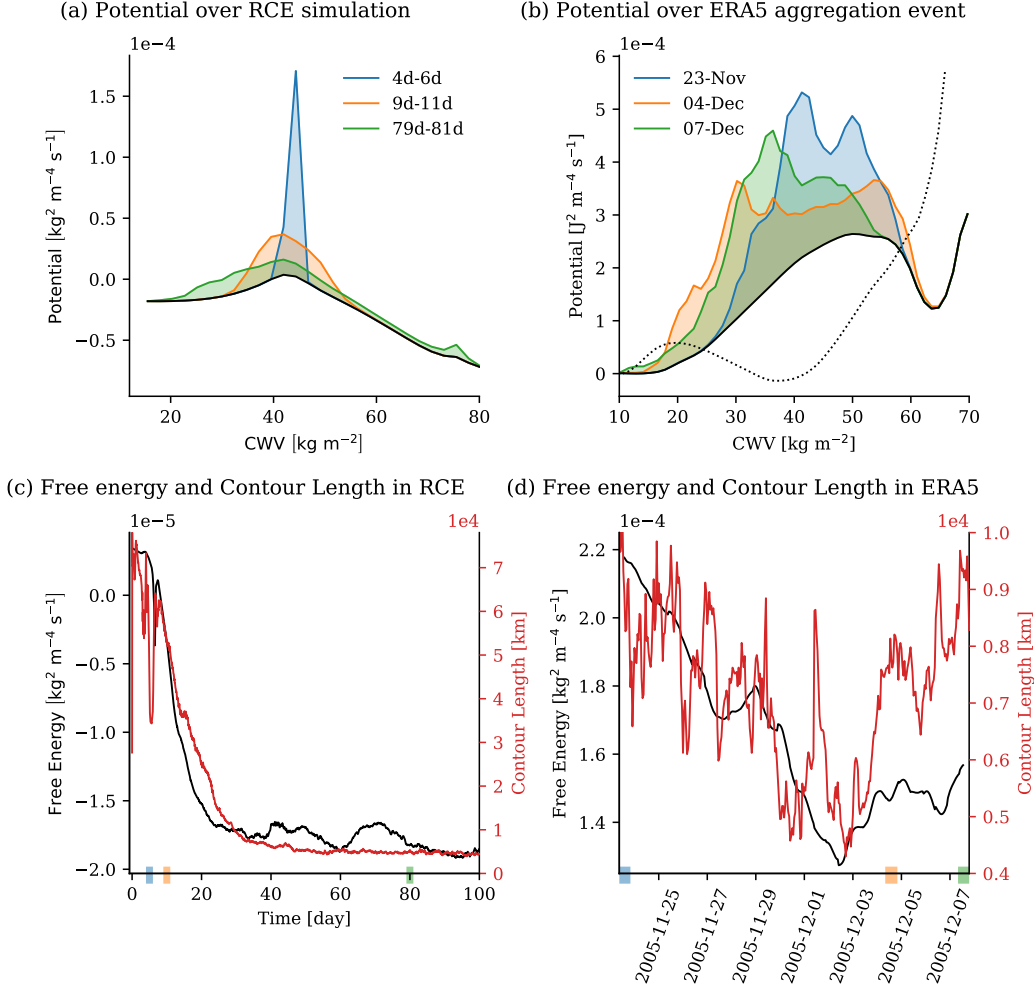 (a) Potential over RCE simulation
1e−4
1.5
1.0
0.5
0.0
−0.5
Potential [kg² m⁻⁴ s⁻¹]
4d-6d
9d-11d
79d-81d
20
40
60
80
CWV [kg m⁻²]
(b) Potential over ERA5 aggregation event
1e−4
6
5
4
3
2
1
0
Potential [J² m⁻⁴ s⁻¹]
23-Nov
04-Dec
07-Dec
10
20
30
40
50
60
70
CWV [kg m⁻²]
(c) Free energy and Contour Length in RCE
1e−5
1e4
0.0
−0.5
−1.0
−1.5
−2.0
Free Energy [kg² m⁻⁴ s⁻¹]
7
6
5
4
3
2
1
0
Contour Length [km]
0
20
40
60
80
100
Time [day]
(d) Free energy and Contour Length in ERA5
1e−4
1e4
2.2
2.0
1.8
1.6
1.4
Free Energy [kg² m⁻⁴ s⁻¹]
1.0
0.9
0.8
0.7
0.6
0.5
0.4
Contour Length [km]
2005-11-25
2005-11-27
2005-11-29
2005-12-01
2005-12-03
2005-12-05
2005-12-07